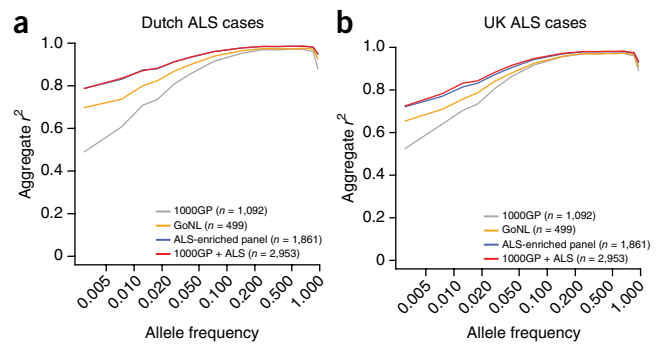 a
Dutch ALS cases
Aggregate r²
1.0
0.8
0.6
0.4
0.2
0
1000GP (n = 1,092)
GoNL (n = 499)
ALS-enriched panel (n = 1,861)
1000GP + ALS (n = 2,953)
0.005
0.010
0.020
0.050
0.100
0.200
0.500
1.000
Allele frequency
b
UK ALS cases
Aggregate r²
1.0
0.8
0.6
0.4
0.2
0
1000GP (n = 1,092)
GoNL (n = 499)
ALS-enriched panel (n = 1,861)
1000GP + ALS (n = 2,953)
0.005
0.010
0.020
0.050
0.100
0.200
0.500
1.000
Allele frequency